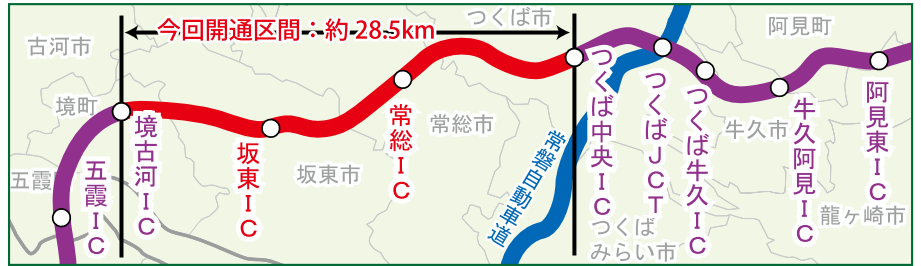 今回開通区間：約28.5km
古河市
つくば市
阿見町
境町
五霞
坂東市
常総市
牛久市
龍ヶ崎市
つくば
みらい市
五霞IC
境古河IC
坂東IC
常総IC
常磐自動車道
つくば中央IC
つくばJCT
つくば牛久IC
牛久阿見IC
阿見東IC